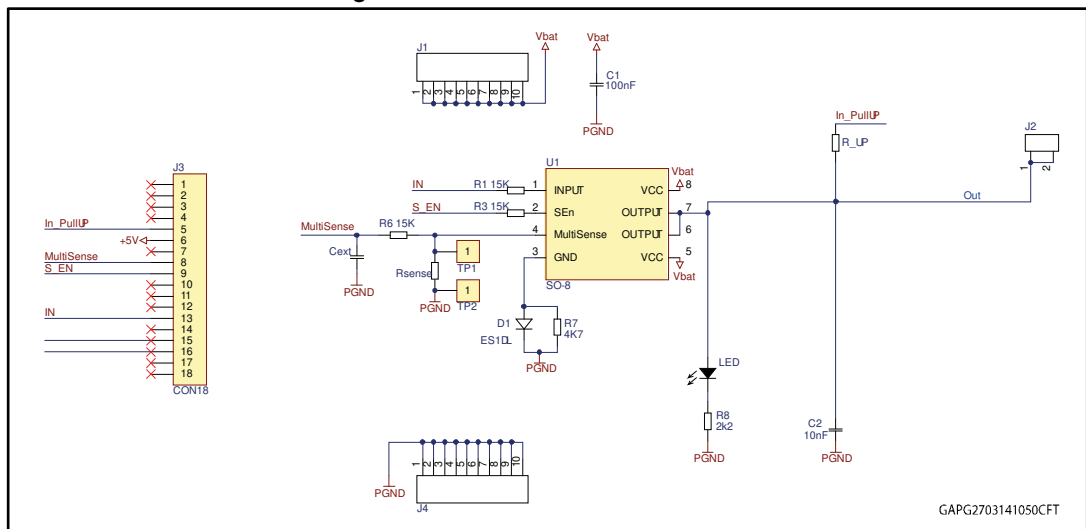 Vbat
J1
1 2 3 4 5 6 7 8 9 10
Vbat
C1
100nF
PGND
In_PullUP
R_UP
J2
1 2
Out
J3
1
2
3
4
In_PullUP 5
+5V 6
7
MultiSense 8
S_EN 9
10
11
12
IN 13
14
15
16
17
18
CON18
U1
IN R1 15K 1 INPUT
S_EN R3 15K 2 SEn
MultiSense R6 15K 4 MultiSense
3 GND
VCC 8 Vbat
OUTPUT 7
OUTPUT 6
VCC 5
Vbat
SO-8
Cext
PGND
Rsense
PGND
1
TP1
1
TP2
D1
ES1DL
R7
4K7
PGND
LED
R8
2k2
PGND
C2
10nF
PGND
1 2 3 4 5 6 7 8 9 10
PGND
J4
GAPG2703141050CFT